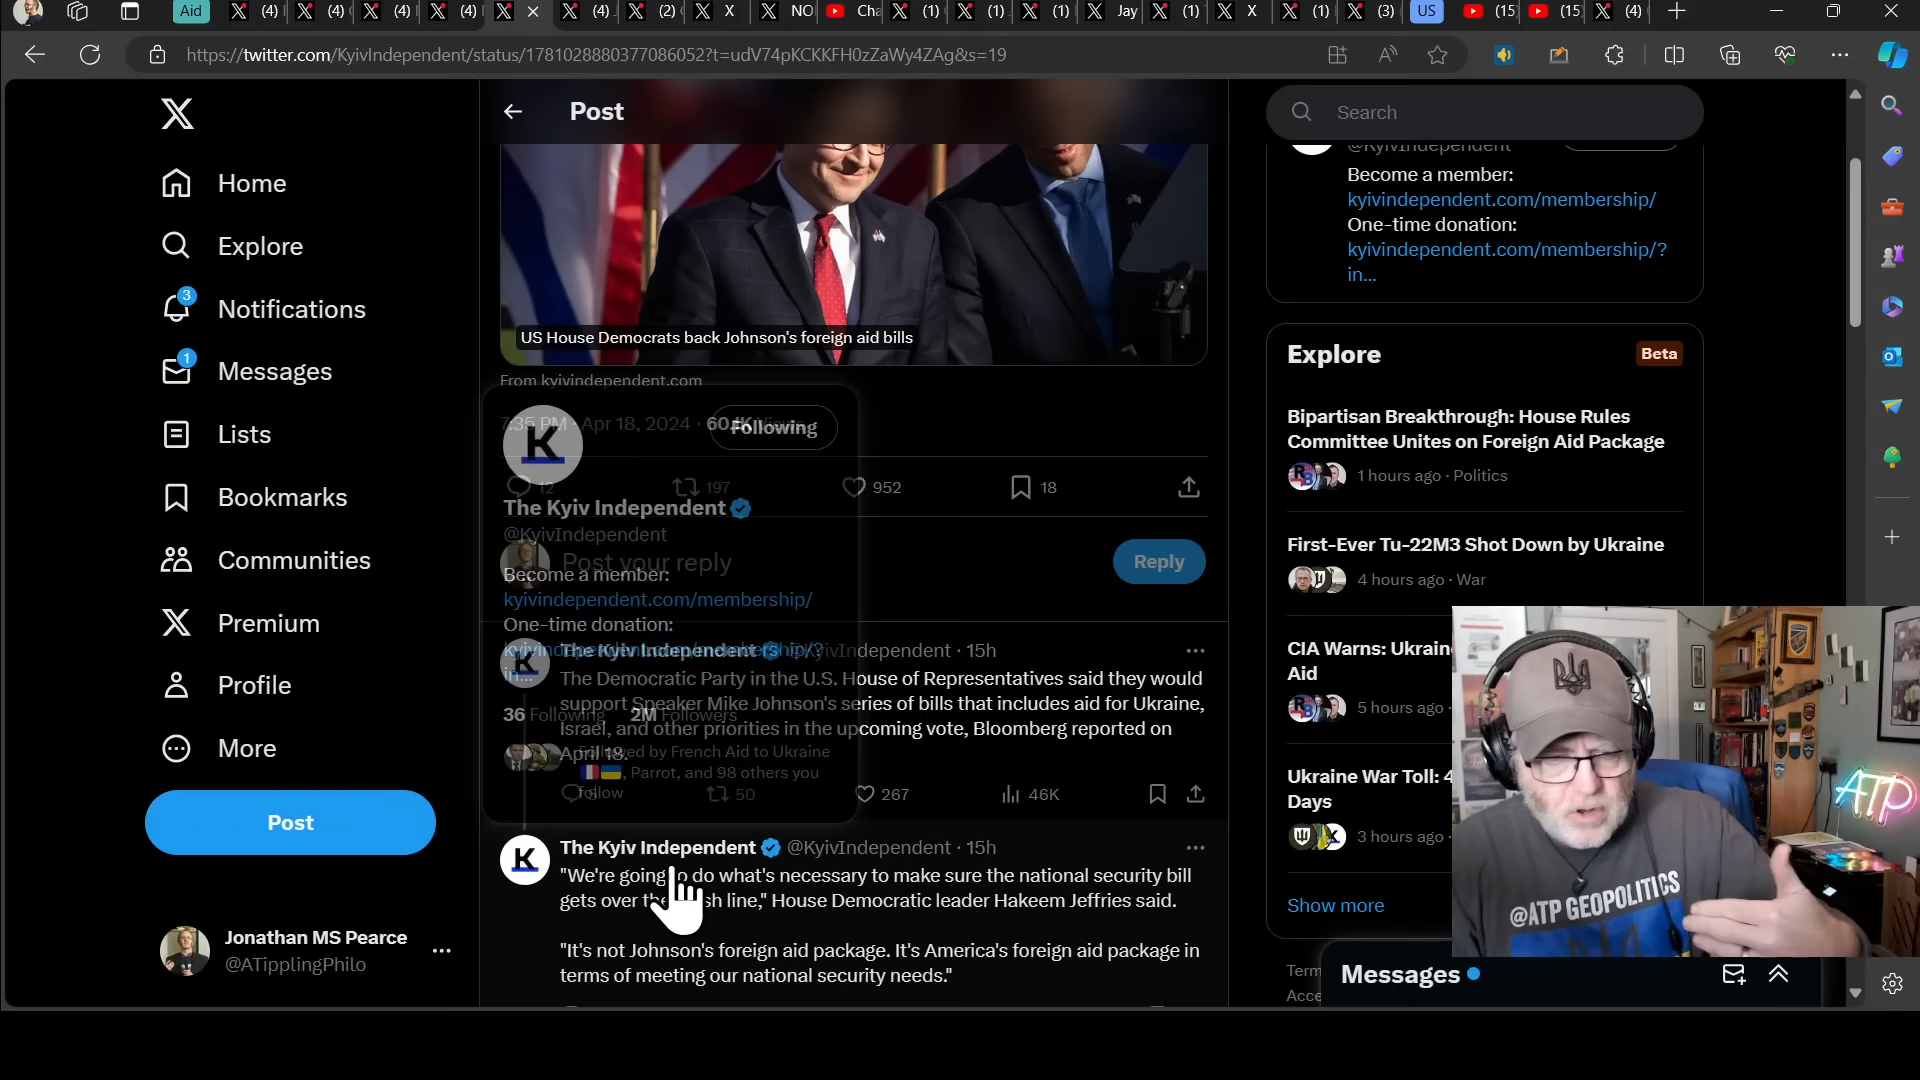 Aid
(4)
(4)
(4)
(4)
(4)
(2)
X
NO
Cha
(1)
(1)
(1)
Jay
(1)
X
(1)
(3)
US
(15)
(15)
(4)
https://twitter.com/KyivIndependent/status/1781028880377086052?t=udV74pKCKKFH0zZaWy4ZAg&s=19
Home
Explore
3
Notifications
1
Messages
Lists
Bookmarks
Communities
Premium
Profile
More
Post
Jonathan MS Pearce
@ATipplingPhilo
Post
US House Democrats back Johnson's foreign aid bills
From kyivindependent.com
7:35 PM · Apr 18, 2024
Following
K
12
197
952
18
The Kyiv Independent
@KyivIndependent
Post your reply
Reply
Become a member:
kyivindependent.com/membership/
One-time donation:
The Kyiv Independent @KyivIndependent · 15h
The Democratic Party in the U.S. House of Representatives said they would
support Speaker Mike Johnson's series of bills that includes aid for Ukraine,
Israel, and other priorities in the upcoming vote, Bloomberg reported on
April 18.
36 Following 2M Followers
Followed by French Aid to Ukraine
, Parrot, and 98 others you
follow
50
267
46K
K
The Kyiv Independent @KyivIndependent · 15h
"We're going to do what's necessary to make sure the national security bill
gets over the sh line," House Democratic leader Hakeem Jeffries said.
"It's not Johnson's foreign aid package. It's America's foreign aid package in
terms of meeting our national security needs."
Search
@KyivIndependent
Become a member:
kyivindependent.com/membership/
One-time donation:
kyivindependent.com/membership/?
in...
Explore
Beta
Bipartisan Breakthrough: House Rules
Committee Unites on Foreign Aid Package
1 hours ago · Politics
First-Ever Tu-22M3 Shot Down by Ukraine
4 hours ago · War
CIA Warns: Ukrain
Aid
5 hours ago ·
Ukraine War Toll: 4
Days
3 hours ago ·
Show more
Term
Acce
Messages
@ATP GEOPOLITICS
ATP